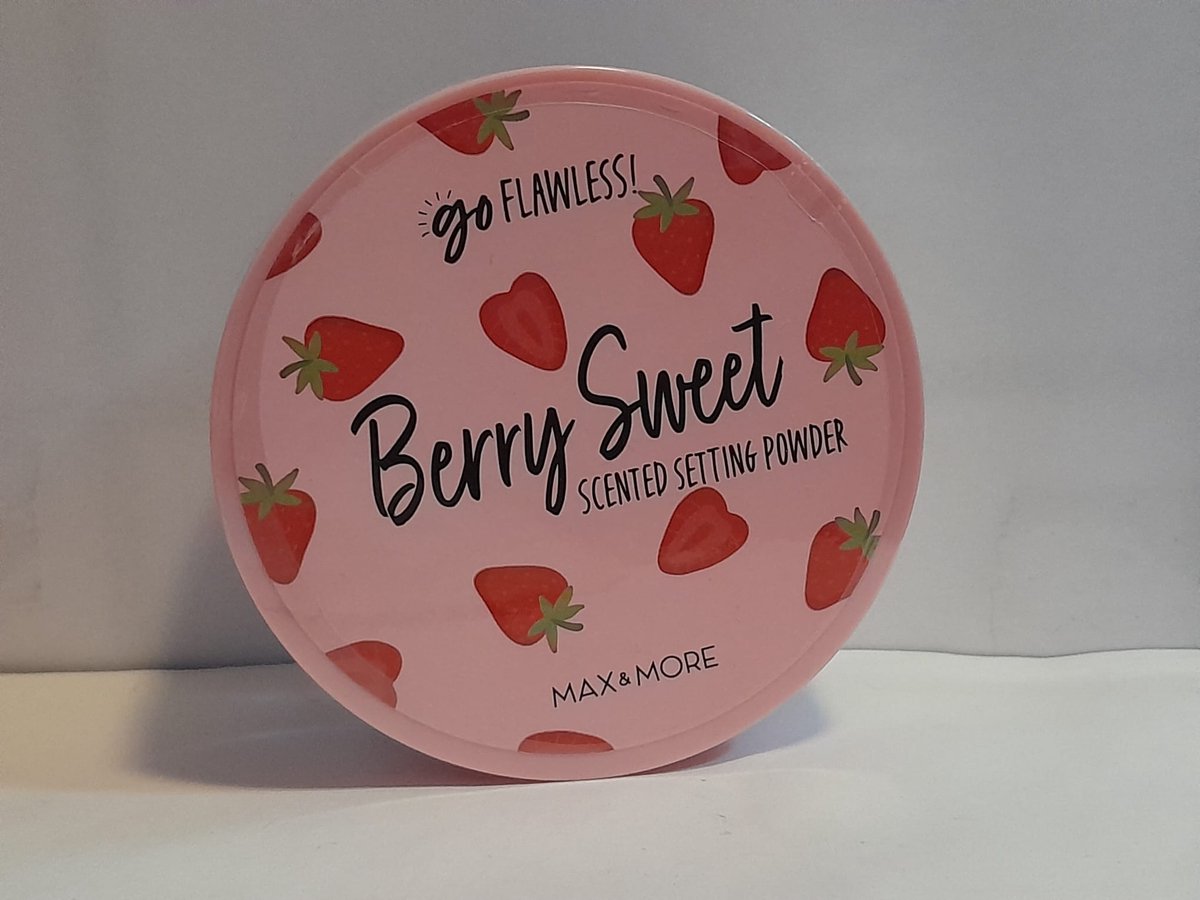 go FLAWLESS!
Berry Sweet
SCENTED SETTING POWDER
MAX & MORE